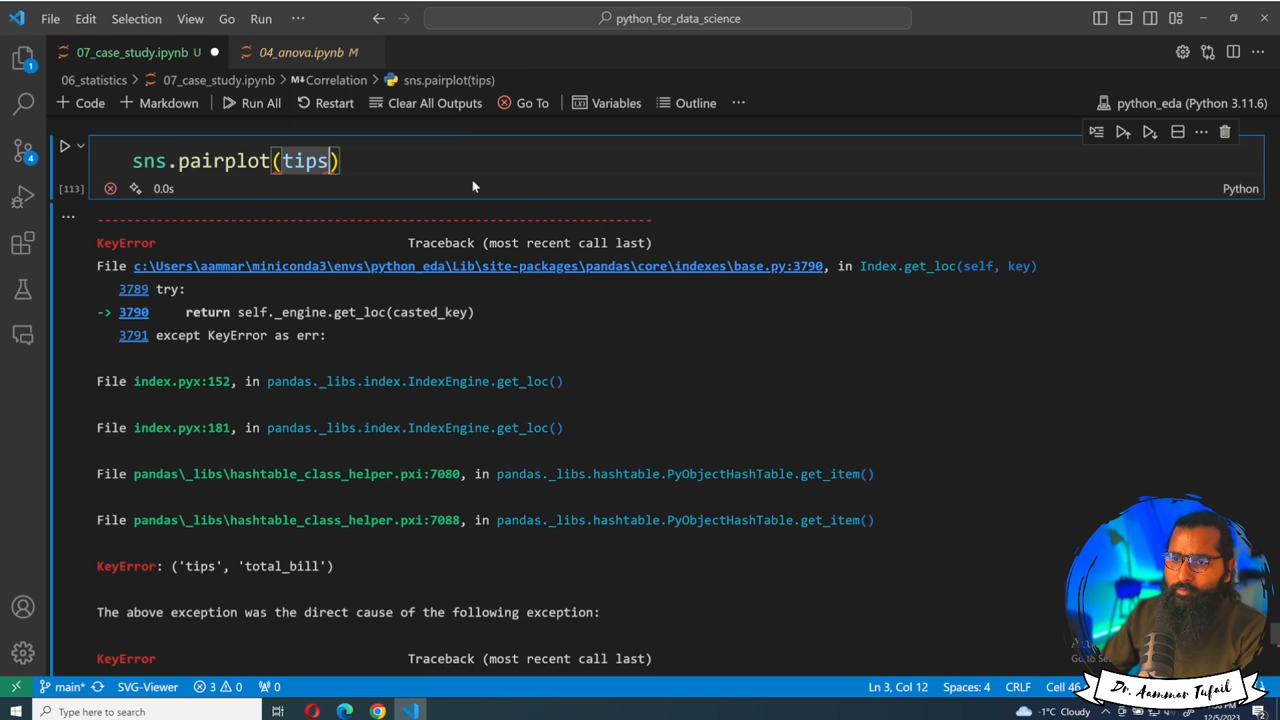 File Edit Selection View Go Run ··· python_for_data_science
07_case_study.ipynb U 04_anova.ipynb M
06_statistics > 07_case_study.ipynb > M↓Correlation > sns.pairplot(tips)
+ Code + Markdown Run All Restart Clear All Outputs Go To Variables Outline ··· python_eda (Python 3.11.6)
sns.pairplot(tips)
[113] 0.0s Python
--------------------------------------------------------------------------
KeyError Traceback (most recent call last)
File c:\Users\aammar\miniconda3\envs\python_eda\Lib\site-packages\pandas\core\indexes\base.py:3790, in Index.get_loc(self, key)
3789 try:
-> 3790 return self._engine.get_loc(casted_key)
3791 except KeyError as err:
File index.pyx:152, in pandas._libs.index.IndexEngine.get_loc()
File index.pyx:181, in pandas._libs.index.IndexEngine.get_loc()
File pandas\_libs\hashtable_class_helper.pxi:7080, in pandas._libs.hashtable.PyObjectHashTable.get_item()
File pandas\_libs\hashtable_class_helper.pxi:7088, in pandas._libs.hashtable.PyObjectHashTable.get_item()
KeyError: ('tips', 'total_bill')
The above exception was the direct cause of the following exception:
KeyError Traceback (most recent call last)
main* SVG-Viewer 3 0 0 Ln 3, Col 12 Spaces: 4 CRLF Cell 46
Dr. Aammar Tufail
Type here to search -1°C Cloudy
12/5/202
1
4
2